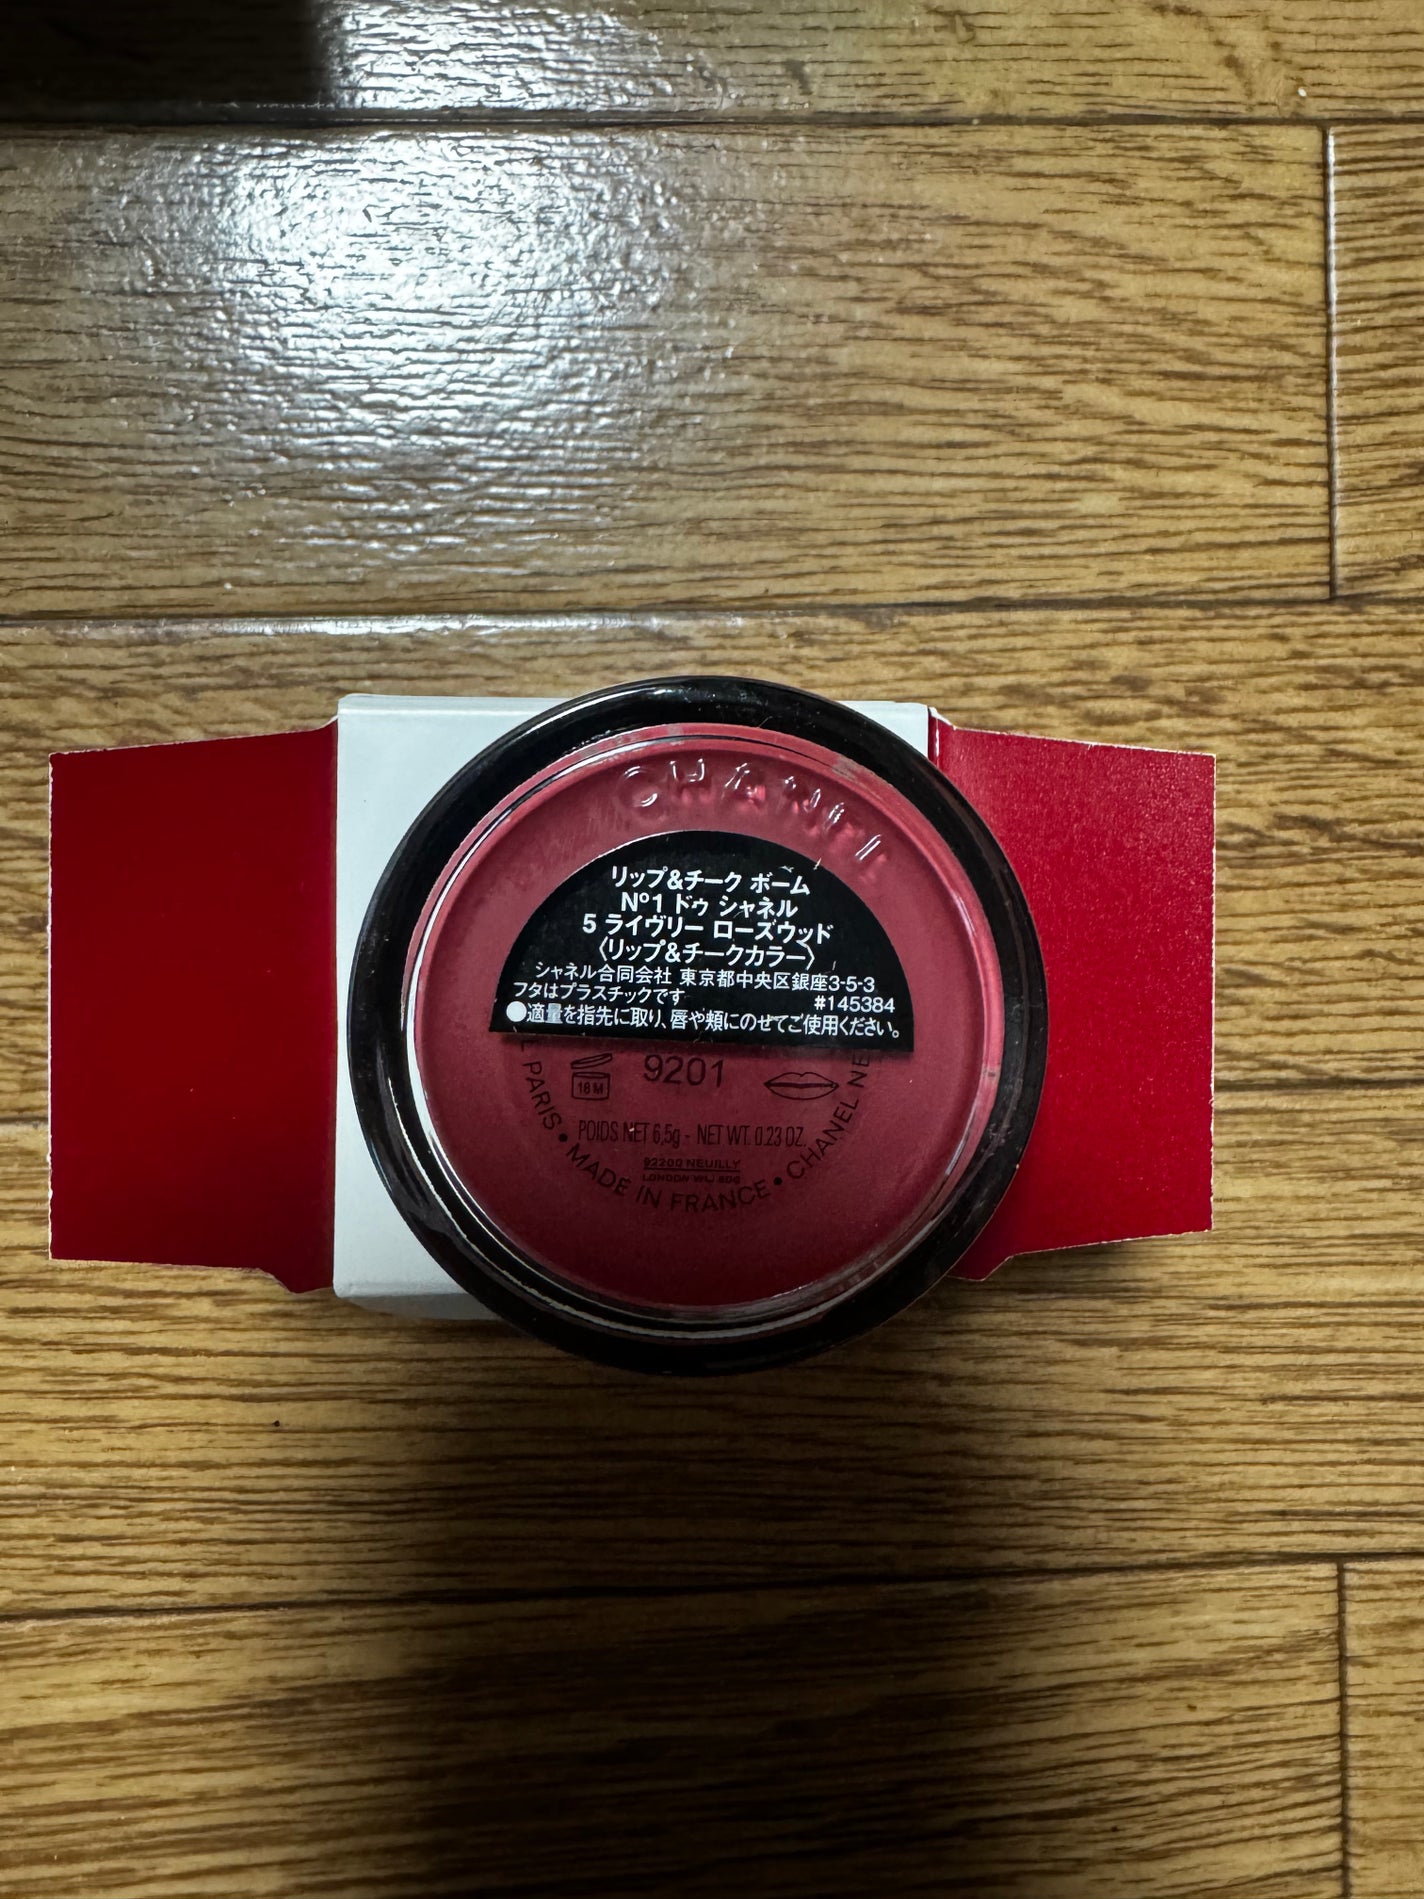 CHANEL
リップ&チーク ボーム
N°1 ドゥ シャネル
5 ライヴリー ローズウッド
〈リップ&チークカラー〉
シャネル合同会社 東京都中央区銀座3-5-3
フタはプラスチックです #145384
●適量を指先に取り、唇や頬にのせてご使用ください。
18 M
9201
POIDS NET 6,5g - NET WT. 0.23 OZ.
92200 NEUILLY
LONDON
PARIS • MADE IN FRANCE • CHANEL